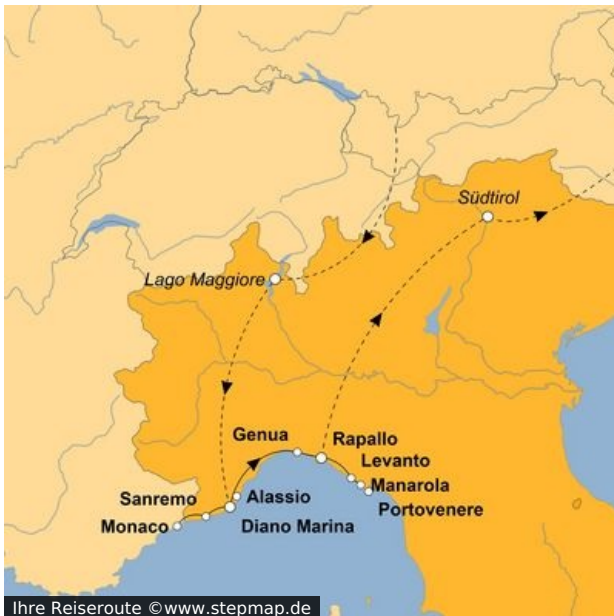 Südtirol
Lago Maggiore
Genua
Rapallo
Levanto
Manarola
Portovenere
Sanremo
Alassio
Monaco
Diano Marina
Ihre Reiseroute ©www.stepmap.de